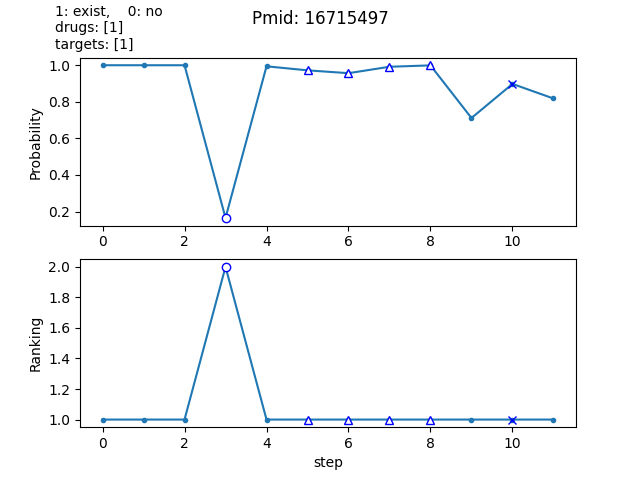 1: exist,    0: no
drugs: [1]
targets: [1]
Pmid: 16715497
Probability
1.0
0.8
0.6
0.4
0.2
0 2 4 6 8 10
Ranking
2.0
1.8
1.6
1.4
1.2
1.0
0 2 4 6 8 10
step